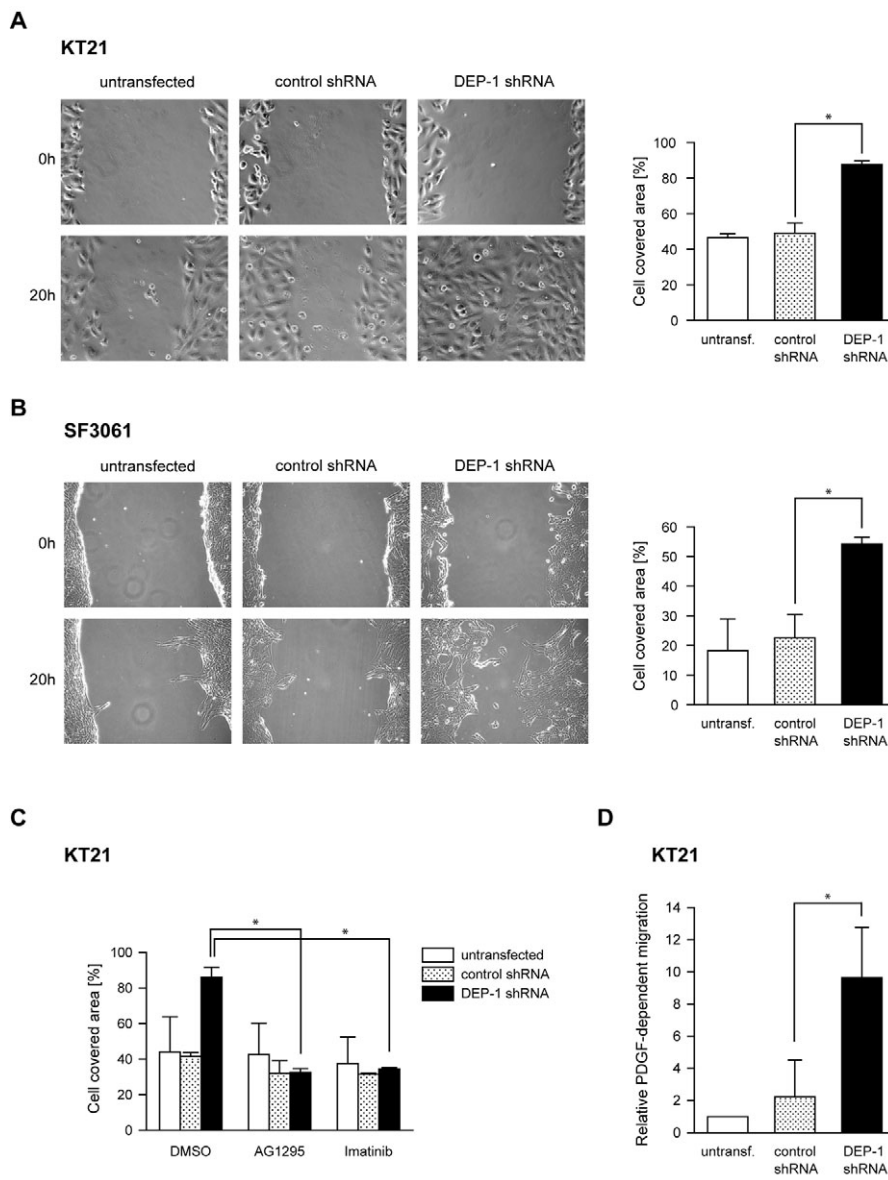 A
KT21
untransfected
control shRNA
DEP-1 shRNA
0h
20h
Cell covered area [%]
100
80
60
40
20
0
*
untransf.
control
shRNA
DEP-1
shRNA
B
SF3061
untransfected
control shRNA
DEP-1 shRNA
0h
20h
Cell covered area [%]
60
50
40
30
20
10
0
*
untransf.
control
shRNA
DEP-1
shRNA
C
KT21
Cell covered area [%]
100
80
60
40
20
0
*
*
DMSO
AG1295
Imatinib
untransfected
control shRNA
DEP-1 shRNA
D
KT21
Relative PDGF-dependent migration
14
12
10
8
6
4
2
0
*
untransf.
control
shRNA
DEP-1
shRNA